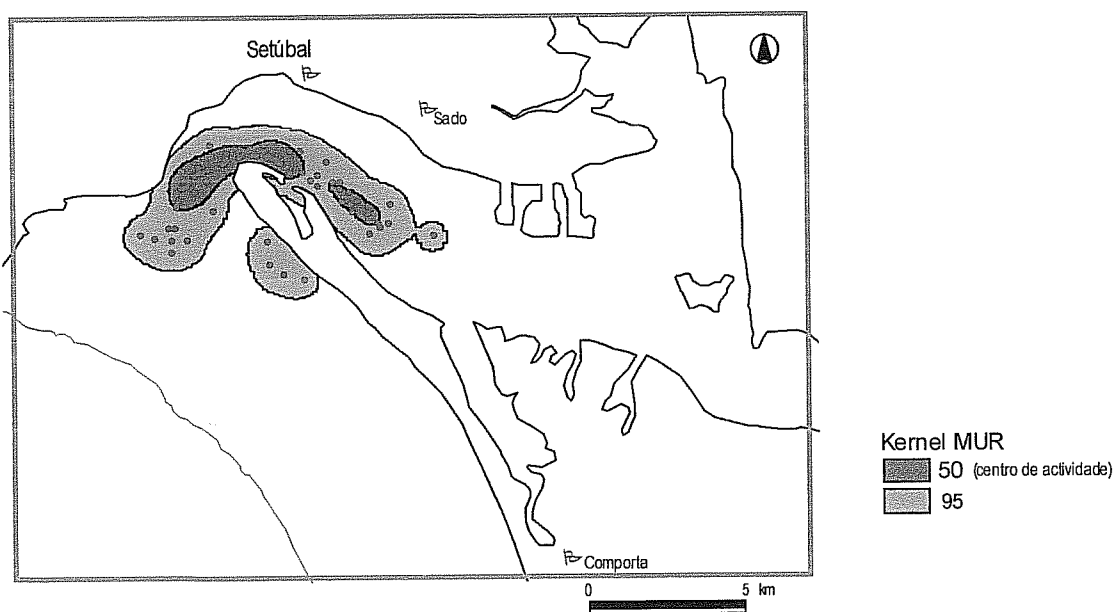 Setúbal
Sado
Comporta
0 5 km
Kernel MUR
50 (centro de actividade)
95